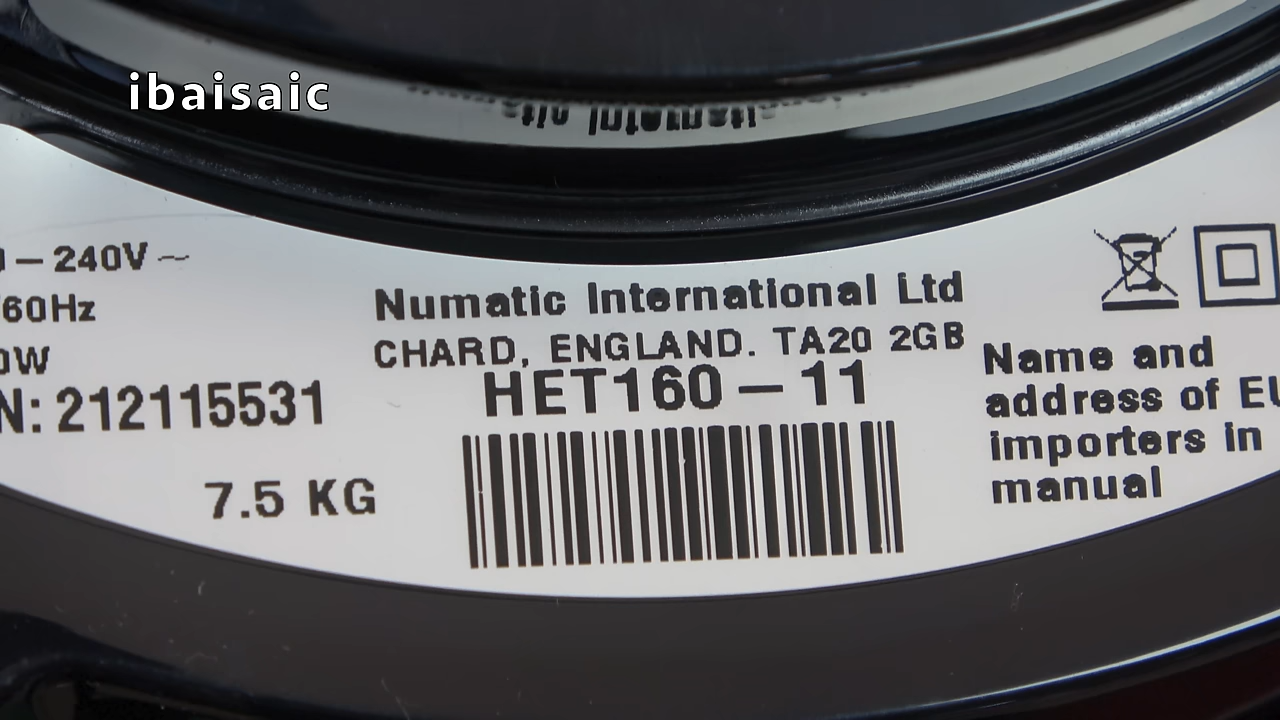 ibaisaic
– 240V ~
60Hz
0W
N: 212115531
7.5 KG
Numatic International Ltd
CHARD, ENGLAND. TA20 2GB
HET160 – 11
Name and
address of EU
importers in
manual